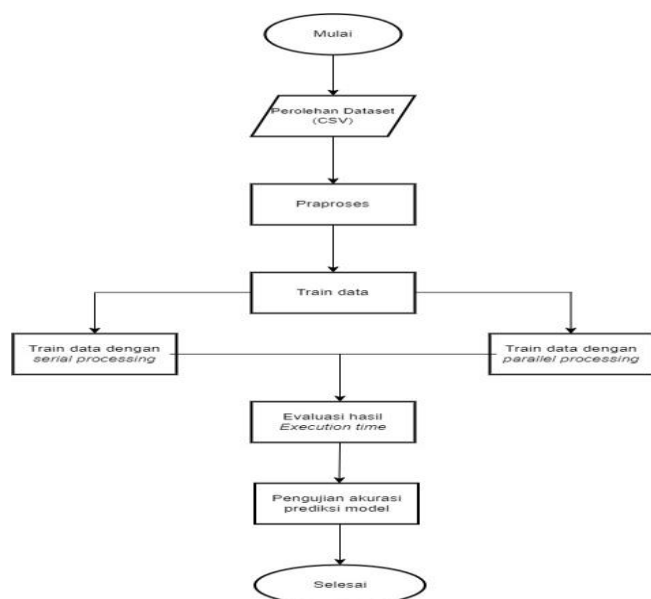 Mulai
Perolehan Dataset
(CSV)
Praproses
Train data
Train data dengan
serial processing
Train data dengan
parallel processing
Evaluasi hasil
Execution time
Pengujian akurasi
prediksi model
Selesai